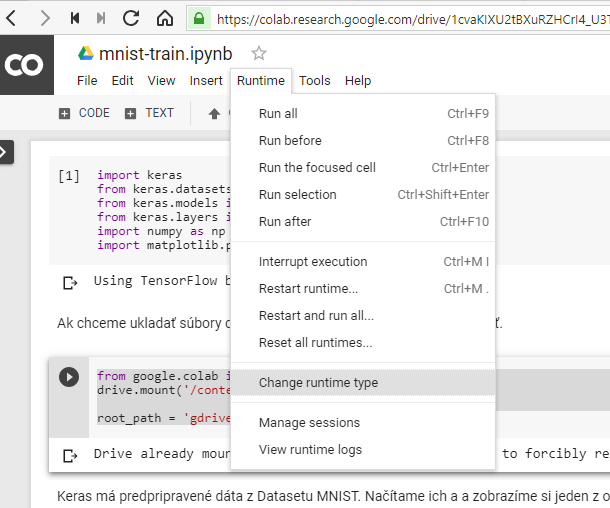 https://colab.research.google.com/drive/1cvaKIXU2tBXuRZHCrI4_U3T
CO
mnist-train.ipynb
File Edit View Insert Runtime Tools Help
CODE TEXT
Run all Ctrl+F9
Run before Ctrl+F8
Run the focused cell Ctrl+Enter
Run selection Ctrl+Shift+Enter
Run after Ctrl+F10
Interrupt execution Ctrl+M I
Restart runtime... Ctrl+M .
Restart and run all...
Reset all runtimes...
Change runtime type
Manage sessions
View runtime logs
[1] import keras
from keras.datasets
from keras.models i
from keras.layers i
import numpy as np
import matplotlib.p
Using TensorFlow b
Ak chceme ukladať súbory
from google.colab i
drive.mount('/conte
root_path = 'gdrive
Drive already moun to forcibly re
Keras má predpripravené dáta z Datasetu MNIST. Načítame ich a a zobrazíme si jeden z o